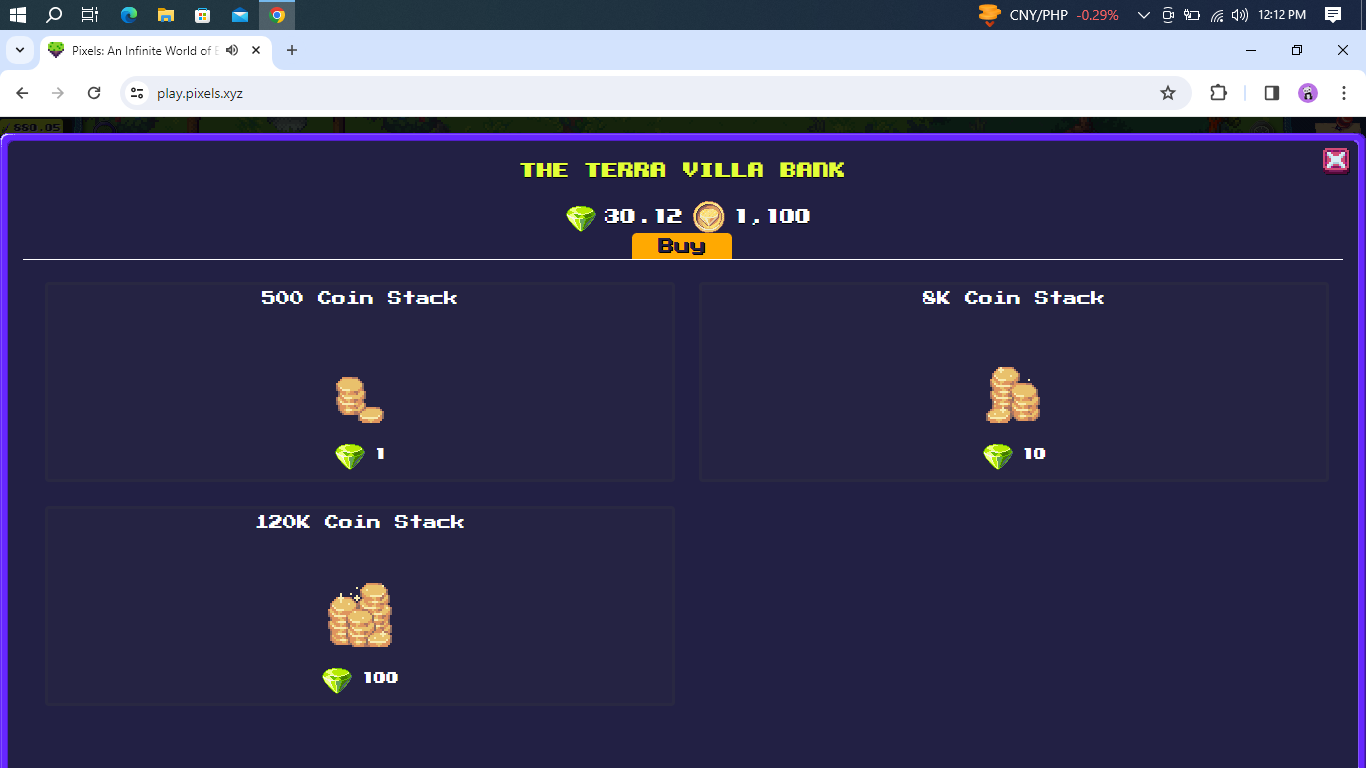 CNY/PHP -0.29% 12:12 PM
Pixels: An Infinite World of
play.pixels.xyz
THE TERRA VILLA BANK
30.12 1,100
Buy
500 Coin Stack
1
8K Coin Stack
10
120K Coin Stack
100